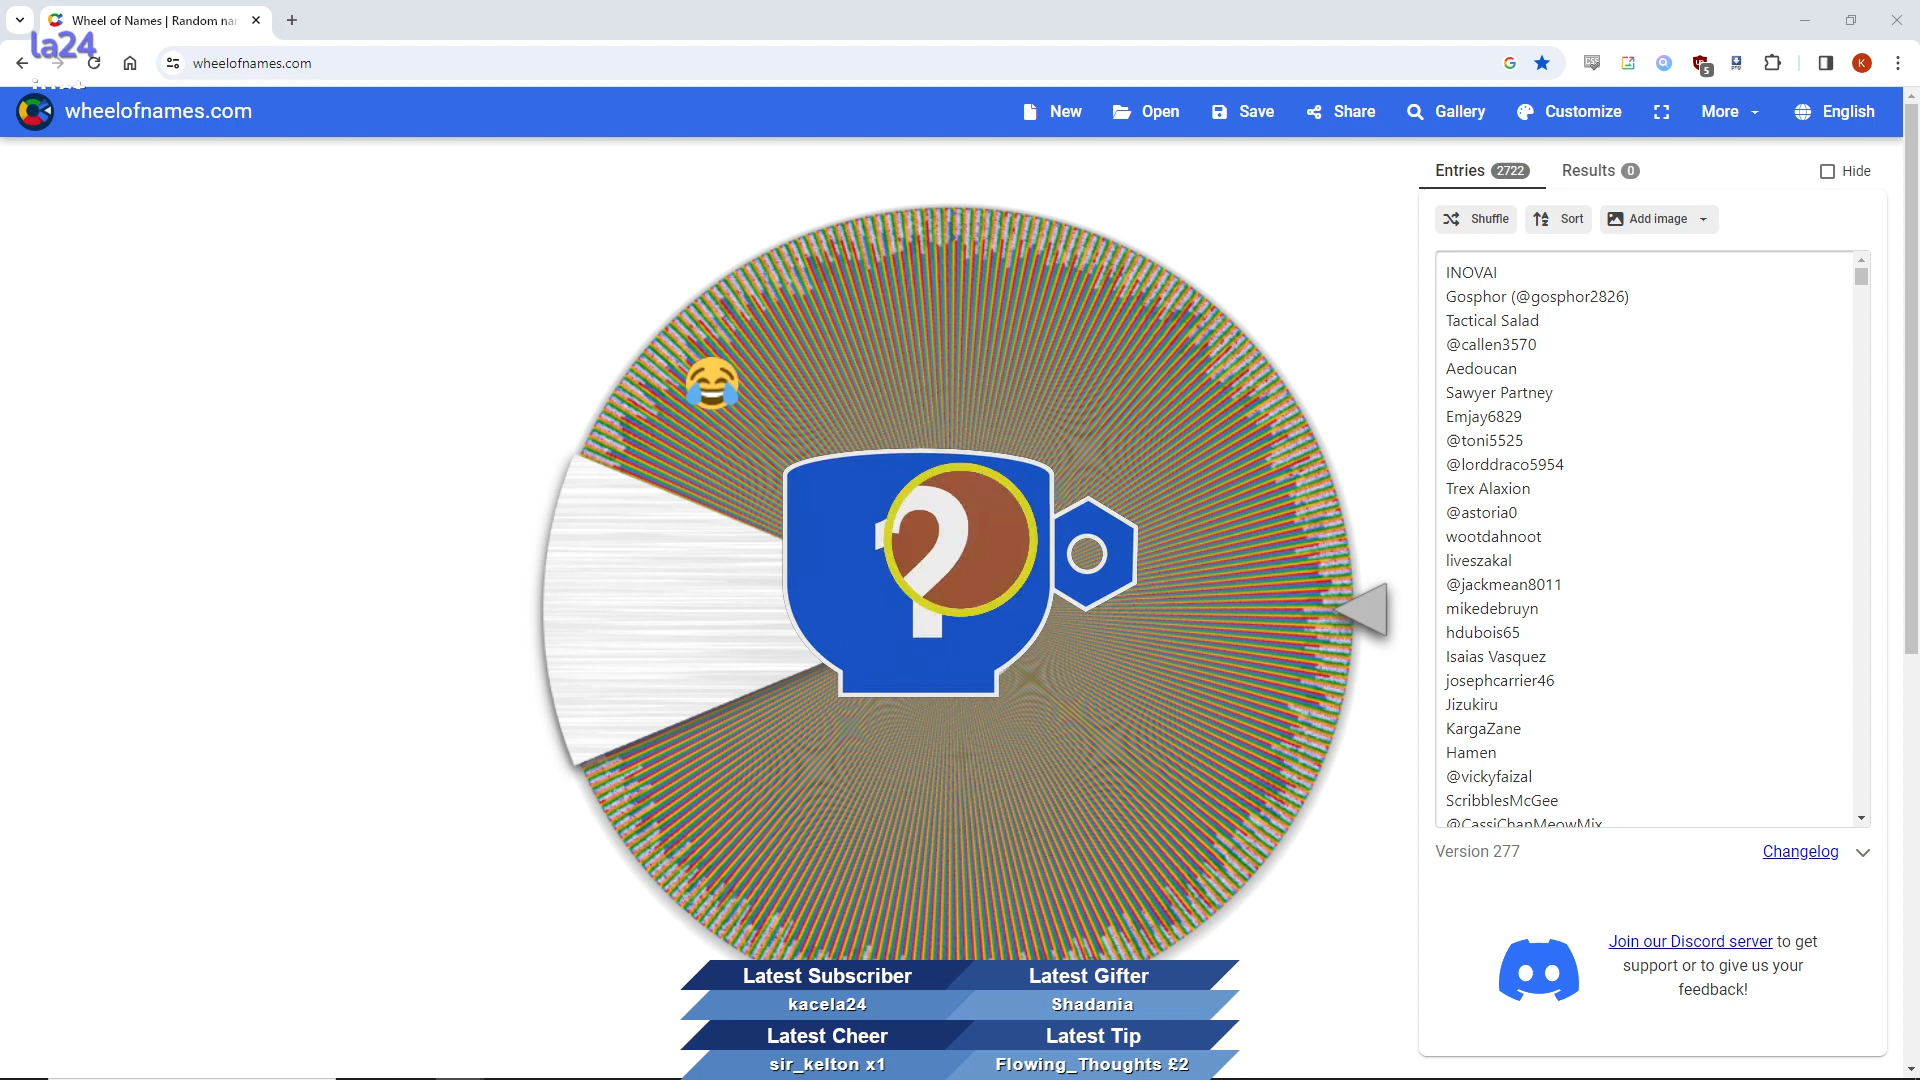 Wheel of Names | Random na
la24
wheelofnames.com
5
K
wheelofnames.com
New
Open
Save
Share
Gallery
Customize
More
English
Entries 2722
Results 0
Hide
Shuffle
Sort
Add image
INOVAI
Gosphor (@gosphor2826)
Tactical Salad
@callen3570
Aedoucan
Sawyer Partney
Emjay6829
@toni5525
@lorddraco5954
Trex Alaxion
@astoria0
wootdahnoot
liveszakal
@jackmean8011
mikedebruyn
hdubois65
Isaias Vasquez
josephcarrier46
Jizukiru
KargaZane
Hamen
@vickyfaizal
ScribblesMcGee
@CassiChanMeowMix
Version 277
Changelog
Join our Discord server to get
support or to give us your
feedback!
Latest Subscriber
kacela24
Latest Gifter
Shadania
Latest Cheer
sir_kelton x1
Latest Tip
Flowing_Thoughts £2